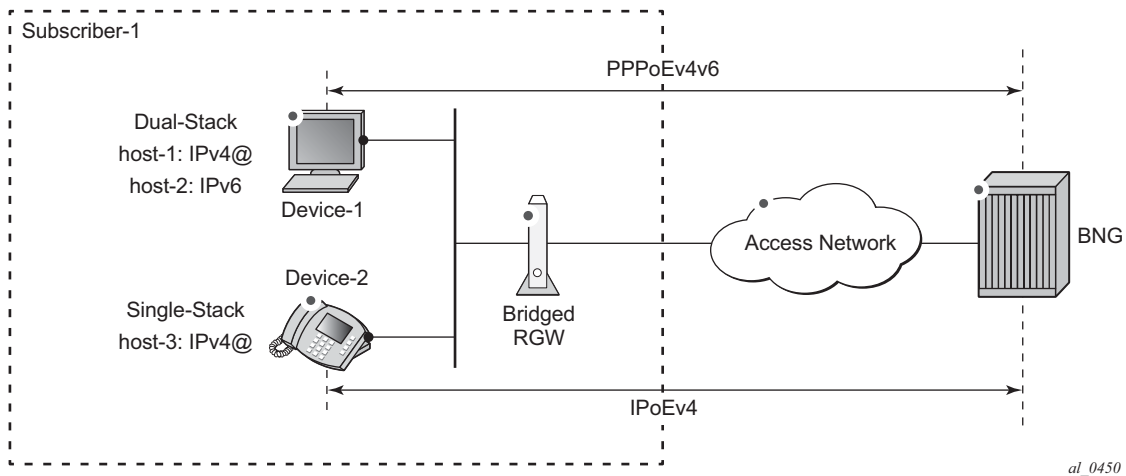 Subscriber-1
PPPoEv4v6
Dual-Stack
host-1: IPv4@
host-2: IPv6
Device-1
BNG
Access Network
Device-2
Single-Stack
host-3: IPv4@
Bridged
RGW
IPoEv4
al_0450